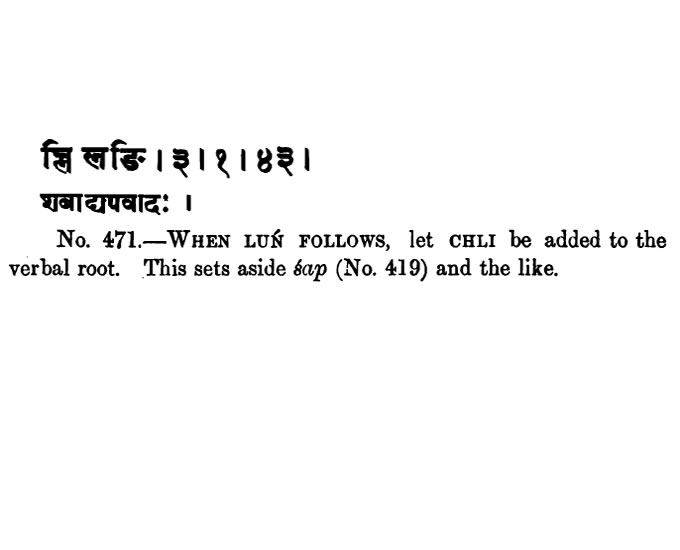 च्लि लुङि । ३ । १ । ४३ ।
शबाद्यपवादः ।
No. 471.—WHEN LUṄ FOLLOWS, let CHLI be added to the
verbal root. This sets aside śap (No. 419) and the like.